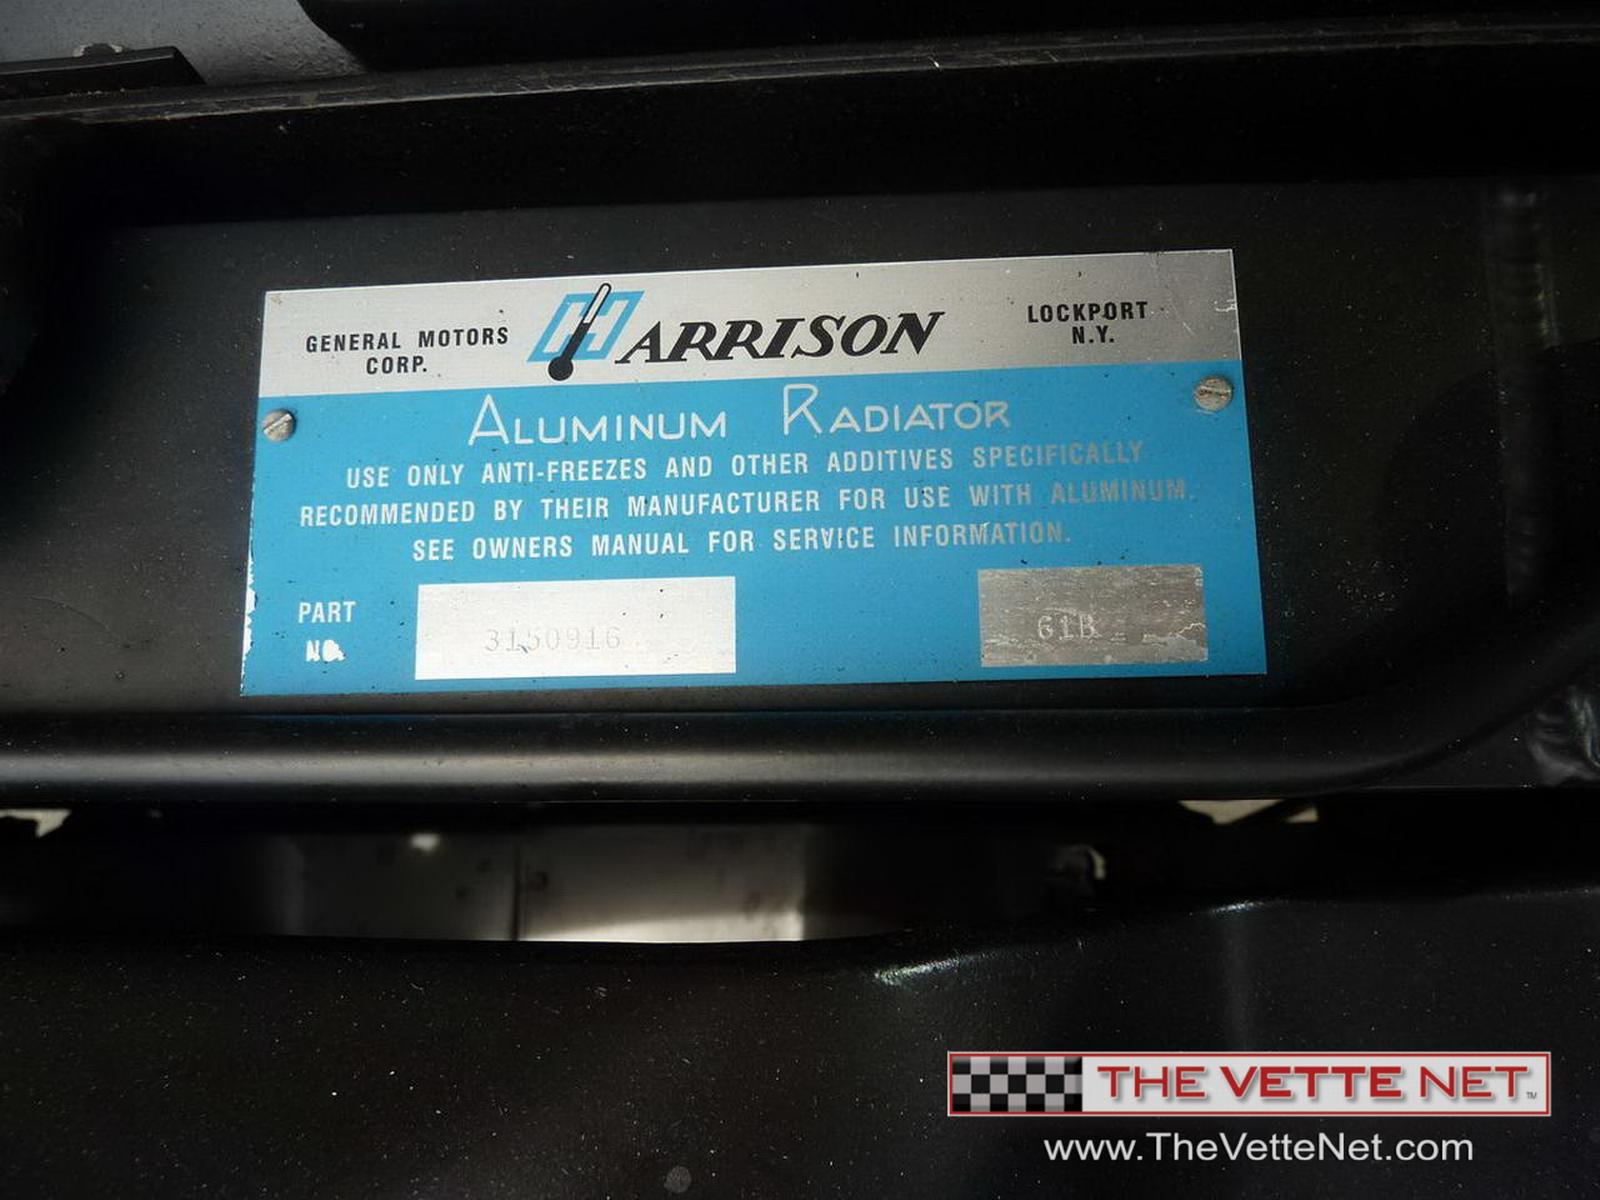 GENERAL MOTORS
CORP.
HARRISON
LOCKPORT
N.Y.
ALUMINUM RADIATOR
USE ONLY ANTI-FREEZES AND OTHER ADDITIVES SPECIFICALLY
RECOMMENDED BY THEIR MANUFACTURER FOR USE WITH ALUMINUM.
SEE OWNERS MANUAL FOR SERVICE INFORMATION.
PART
NO.
3150916
61B
THE VETTE NET™
www.TheVetteNet.com